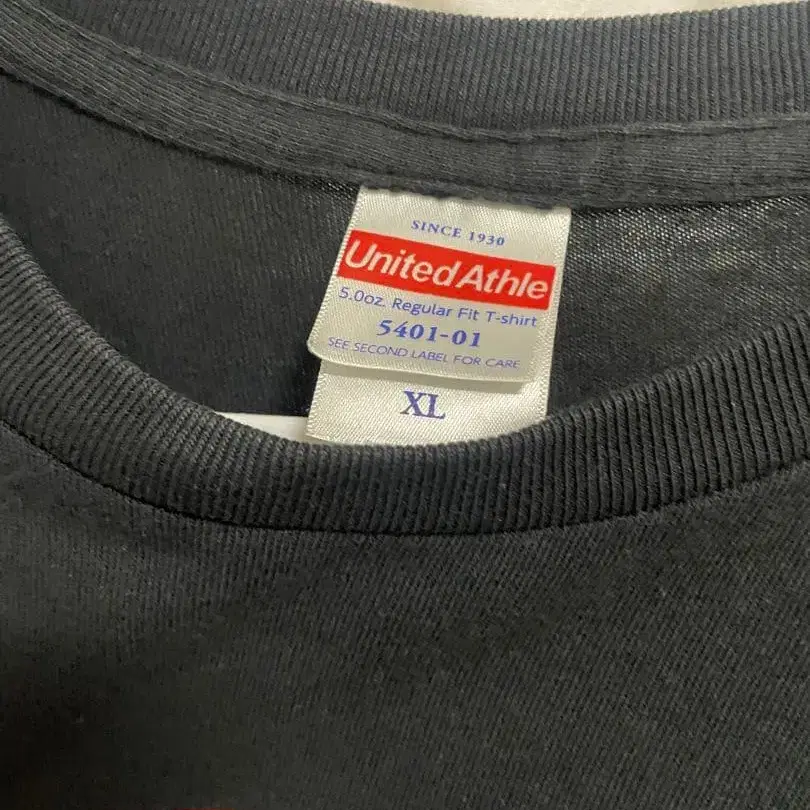 SINCE 1930
UnitedAthle
5.0oz. Regular Fit T-shirt
5401-01
SEE SECOND LABEL FOR CARE
XL